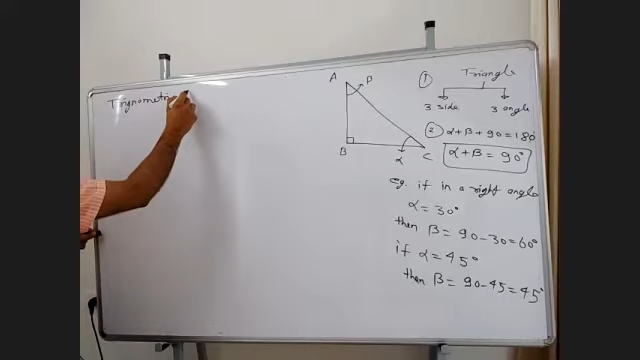 Trignometri
A
β
B
C
α
① Triangle
3 side 3 angle
② α+β+90=180
α+β=90°
eg. if in a right angle
α=30°
then β=90-30=60°
if α=45°
then β=90-45=45°